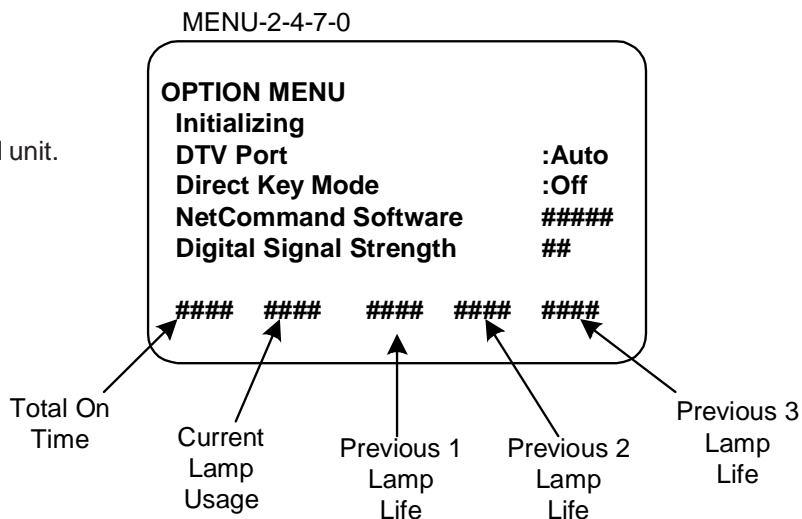 MENU-2-4-7-0
OPTION MENU
Initializing
unit.
DTV Port :Auto
Direct Key Mode :Off
NetCommand Software #####
Digital Signal Strength ##
#### #### #### #### ####
Total On
Time
Current
Lamp
Usage
Previous 1
Lamp
Life
Previous 2
Lamp
Life
Previous 3
Lamp
Life